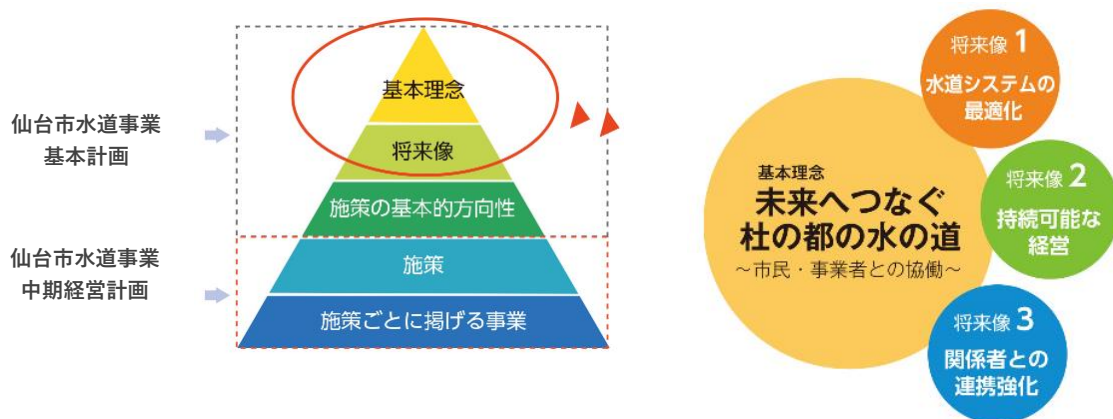 仙台市水道事業
基本計画
仙台市水道事業
中期経営計画
基本理念
将来像
施策の基本的方向性
施策
施策ごとに掲げる事業
基本理念
未来へつなぐ
杜の都の水の道
～市民・事業者との協働～
将来像 1
水道システムの
最適化
将来像 2
持続可能な
経営
将来像 3
関係者との
連携強化